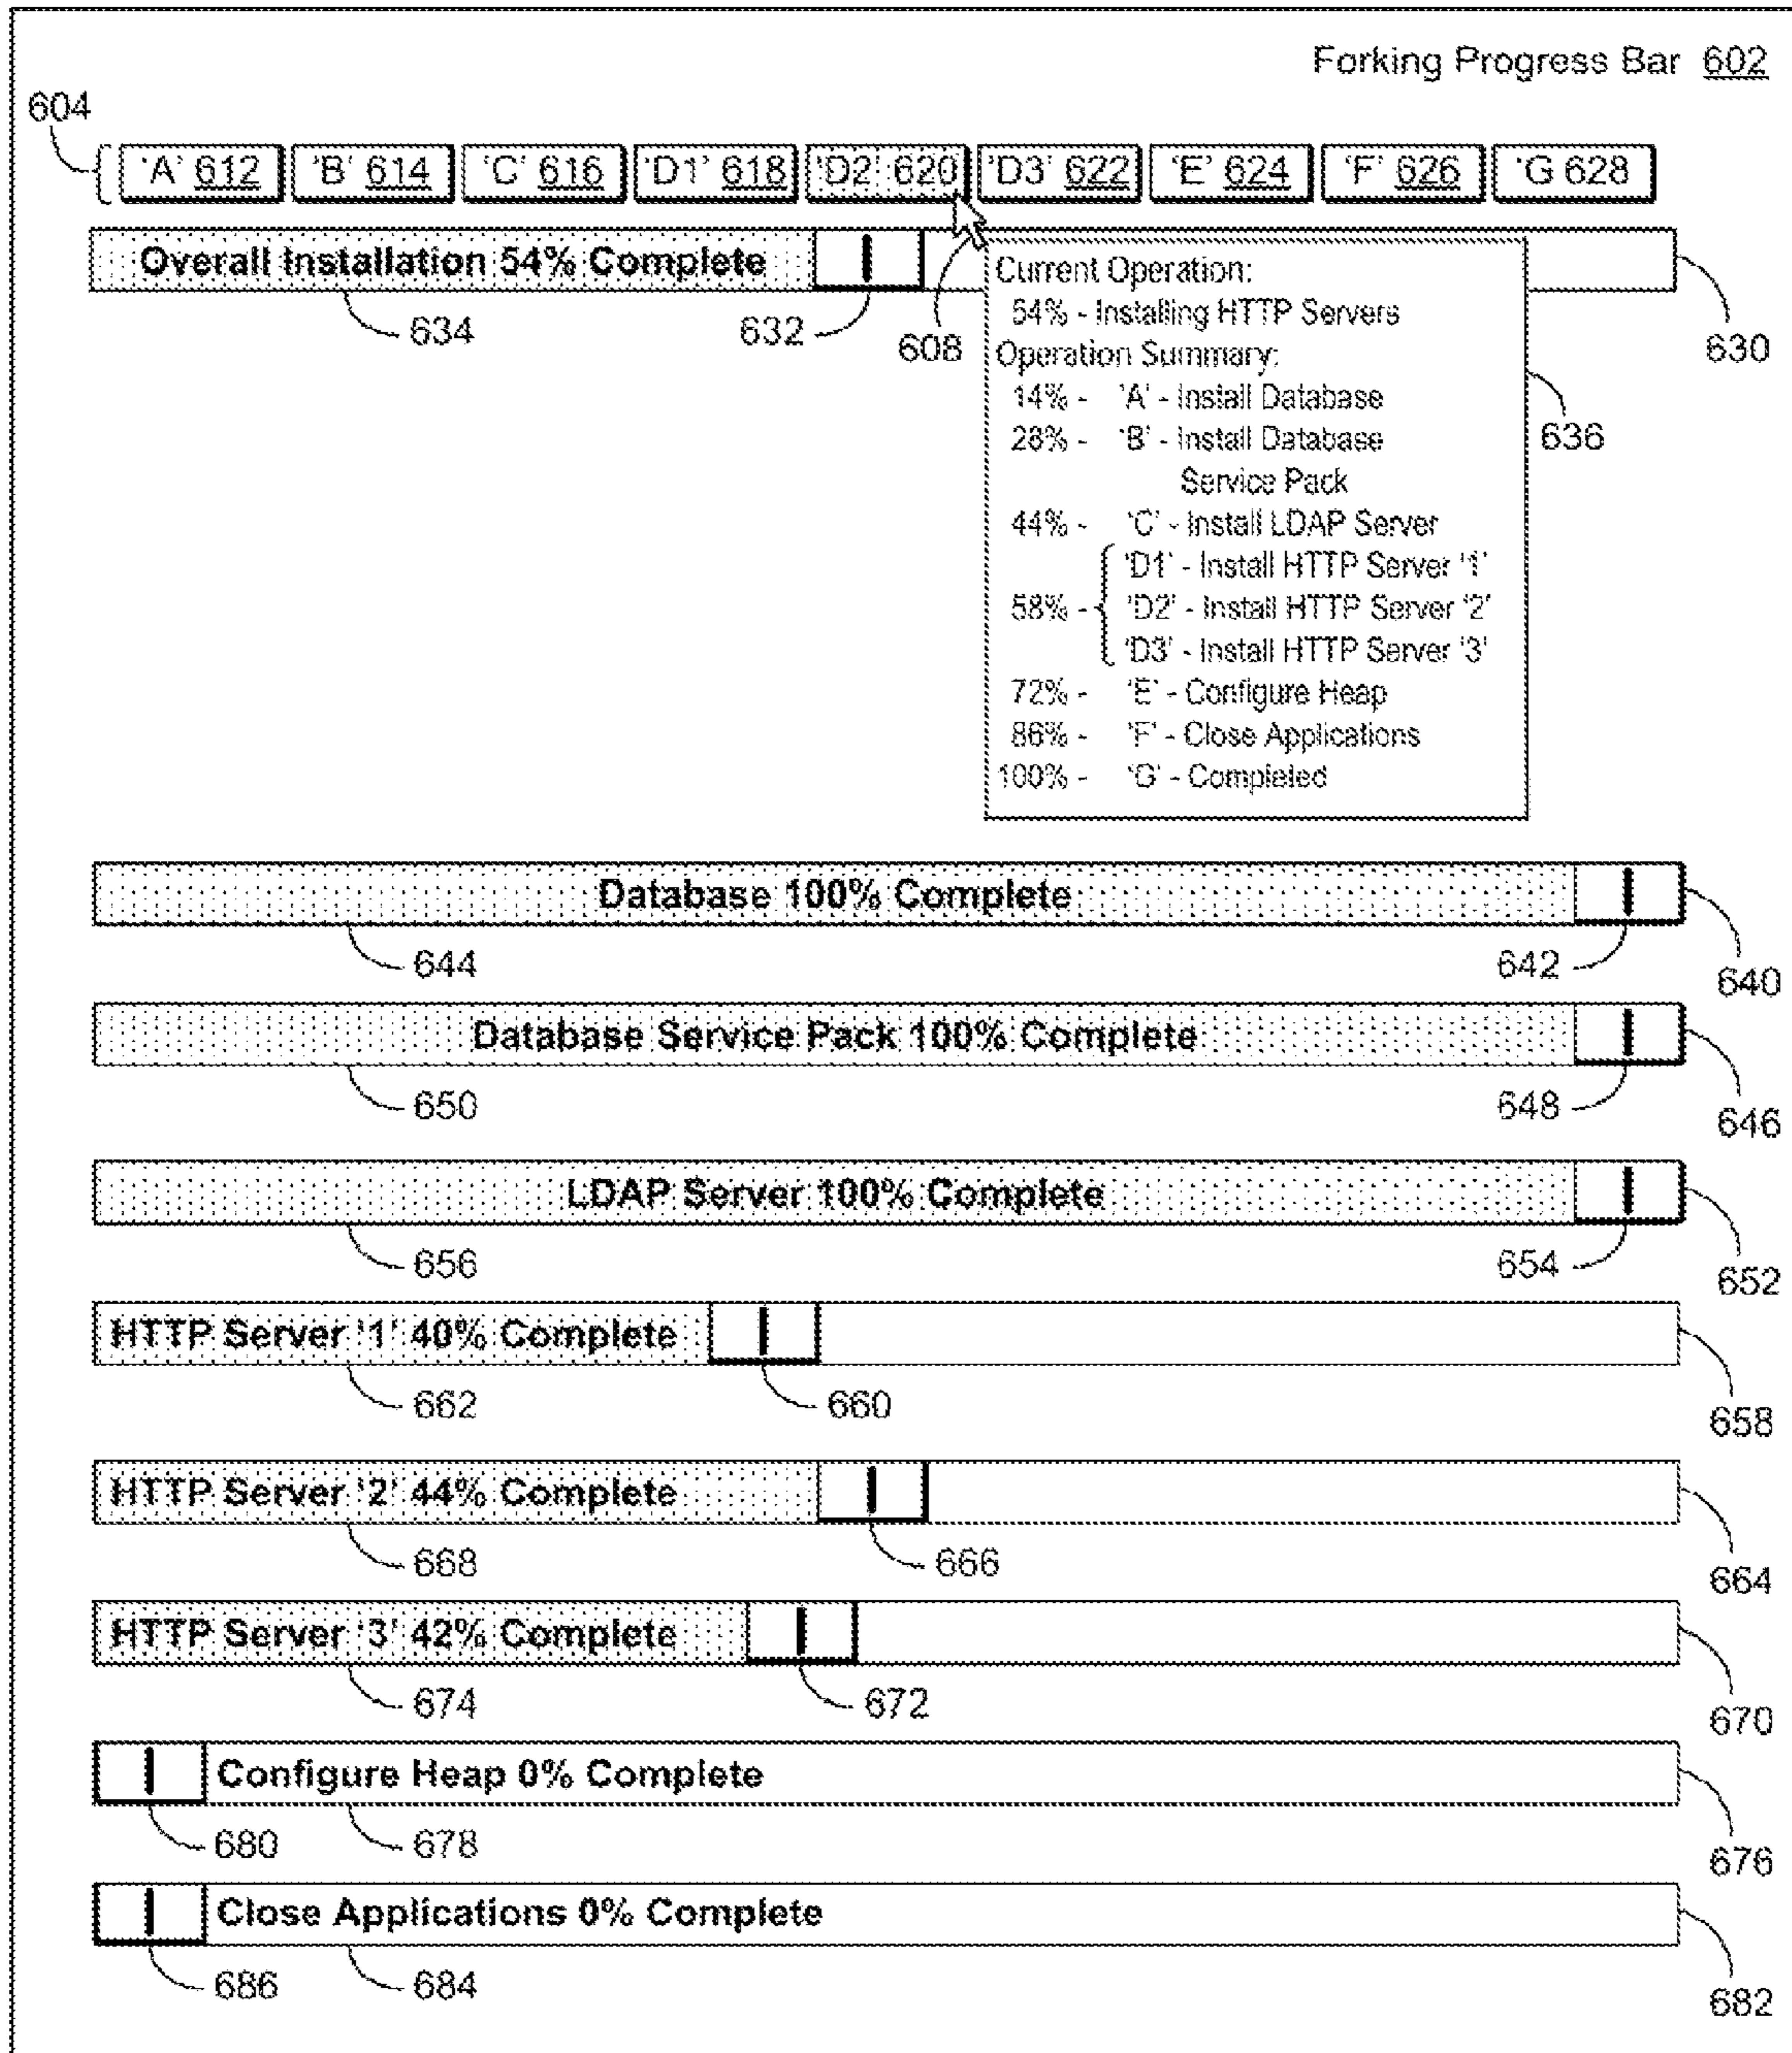 Forking Progress Bar 602
604
'A' 612 'B' 614 'C' 616 'D1' 618 'D2' 620 'D3' 622 'E' 624 'F' 626 'G 628
Overall Installation 54% Complete
634 632 608 630
Current Operation:
54% - Installing HTTP Servers
Operation Summary:
14% - 'A' - Install Database
28% - 'B' - Install Database
Service Pack
44% - 'C' - Install LDAP Server
'D1' - Install HTTP Server '1'
58% - 'D2' - Install HTTP Server '2'
'D3' - Install HTTP Server '3'
72% - 'E' - Configure Heap
86% - 'F' - Close Applications
100% - 'G' - Completed
636
Database 100% Complete
644 642 640
Database Service Pack 100% Complete
650 648 646
LDAP Server 100% Complete
656 654 652
HTTP Server '1' 40% Complete
662 660 658
HTTP Server '2' 44% Complete
668 666 664
HTTP Server '3' 42% Complete
674 672 670
Configure Heap 0% Complete
680 678 676
Close Applications 0% Complete
686 684 682